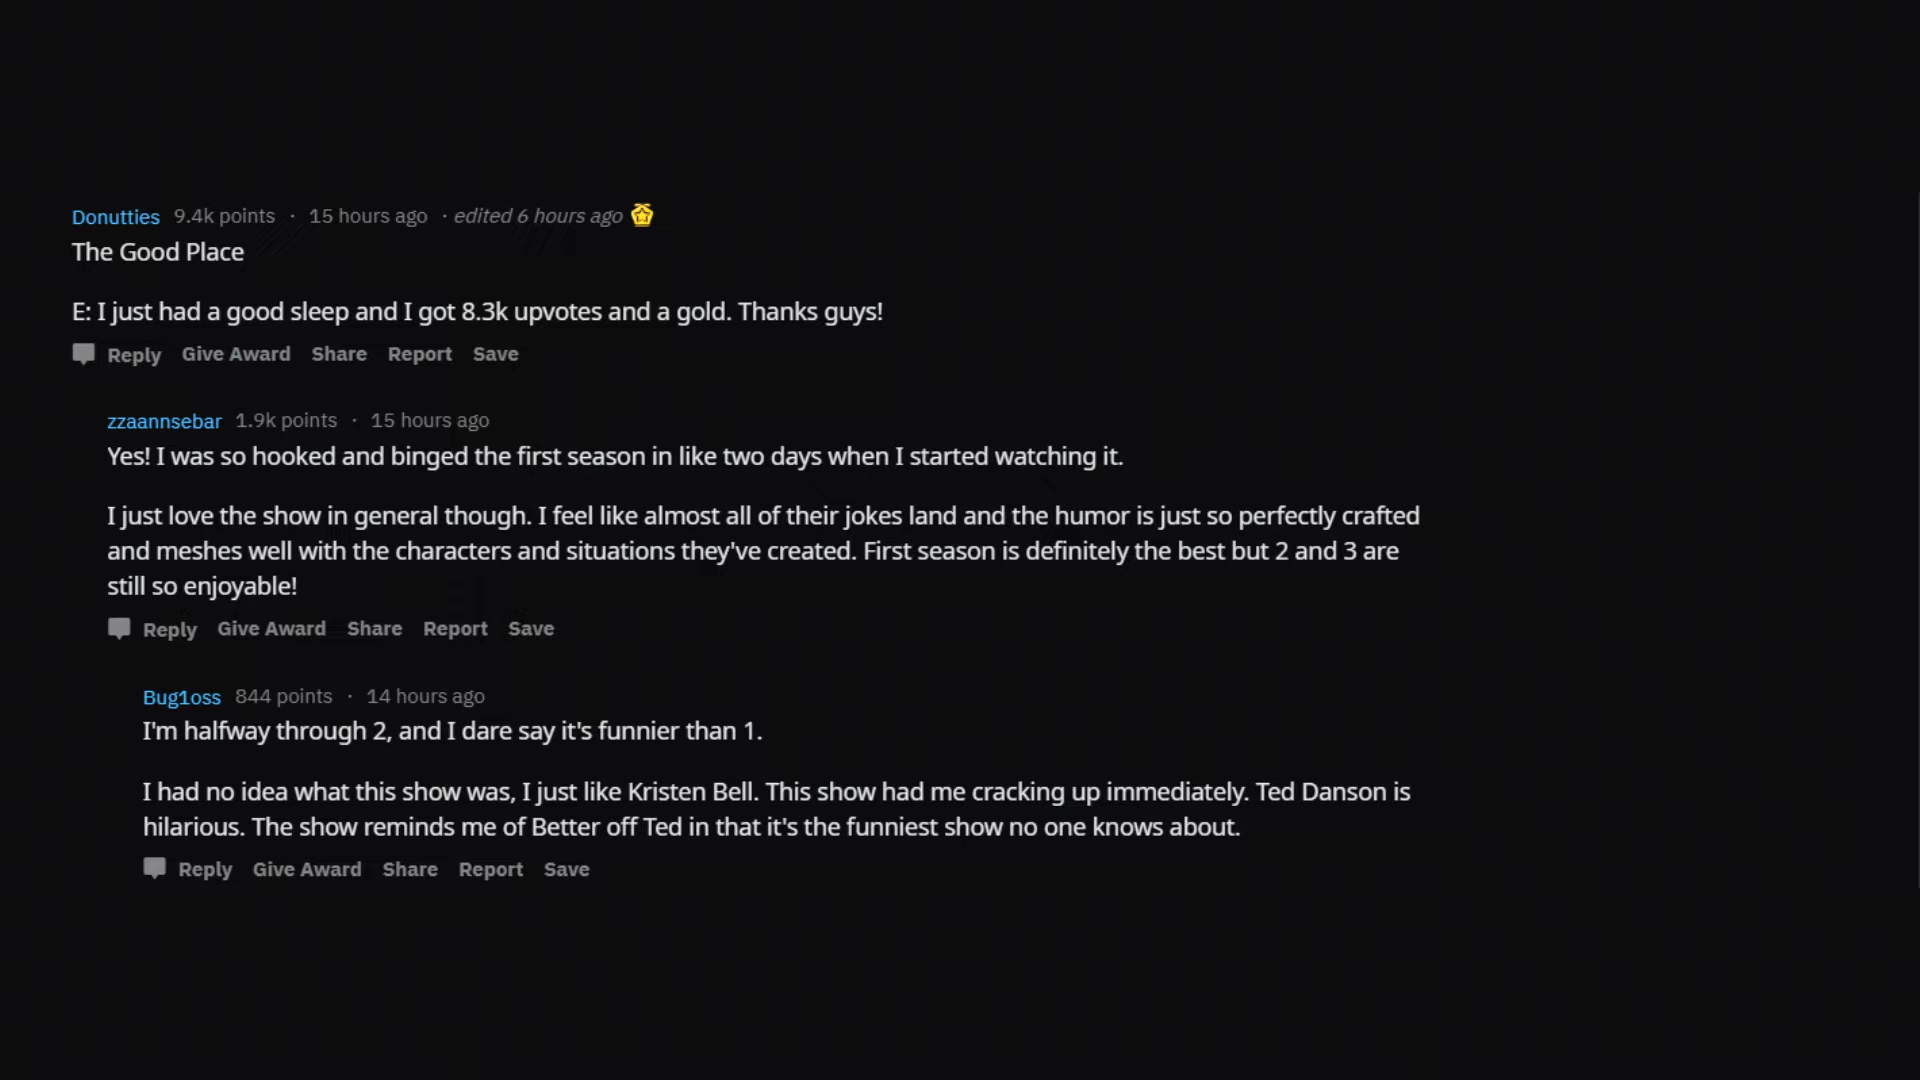 Donutties 9.4k points · 15 hours ago · edited 6 hours ago
The Good Place
E: I just had a good sleep and I got 8.3k upvotes and a gold. Thanks guys!
Reply Give Award Share Report Save
zzaannsebar 1.9k points · 15 hours ago
Yes! I was so hooked and binged the first season in like two days when I started watching it.
I just love the show in general though. I feel like almost all of their jokes land and the humor is just so perfectly crafted
and meshes well with the characters and situations they've created. First season is definitely the best but 2 and 3 are
still so enjoyable!
Reply Give Award Share Report Save
Bug1oss 844 points · 14 hours ago
I'm halfway through 2, and I dare say it's funnier than 1.
I had no idea what this show was, I just like Kristen Bell. This show had me cracking up immediately. Ted Danson is
hilarious. The show reminds me of Better off Ted in that it's the funniest show no one knows about.
Reply Give Award Share Report Save